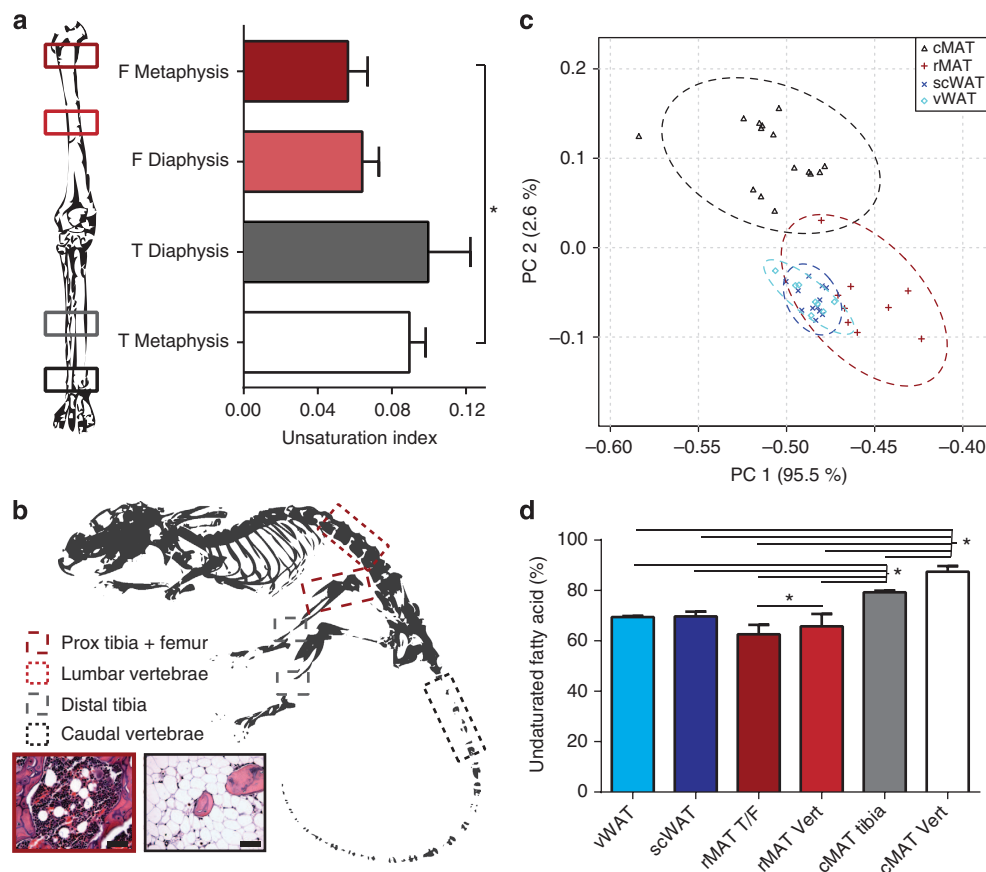 a
F Metaphysis
F Diaphysis
T Diaphysis
T Metaphysis
*
0.00 0.04 0.08 0.12
Unsaturation index
c
cMAT
rMAT
scWAT
vWAT
0.2
0.1
0.0
−0.1
PC 2 (2.6 %)
−0.60 −0.55 −0.50 −0.45 −0.40
PC 1 (95.5 %)
b
Prox tibia + femur
Lumbar vertebrae
Distal tibia
Caudal vertebrae
d
100
80
60
40
20
0
Undaturated fatty acid (%)
*
*
*
vWAT
scWAT
rMAT T/F
rMAT Vert
cMAT tibia
cMAT Vert